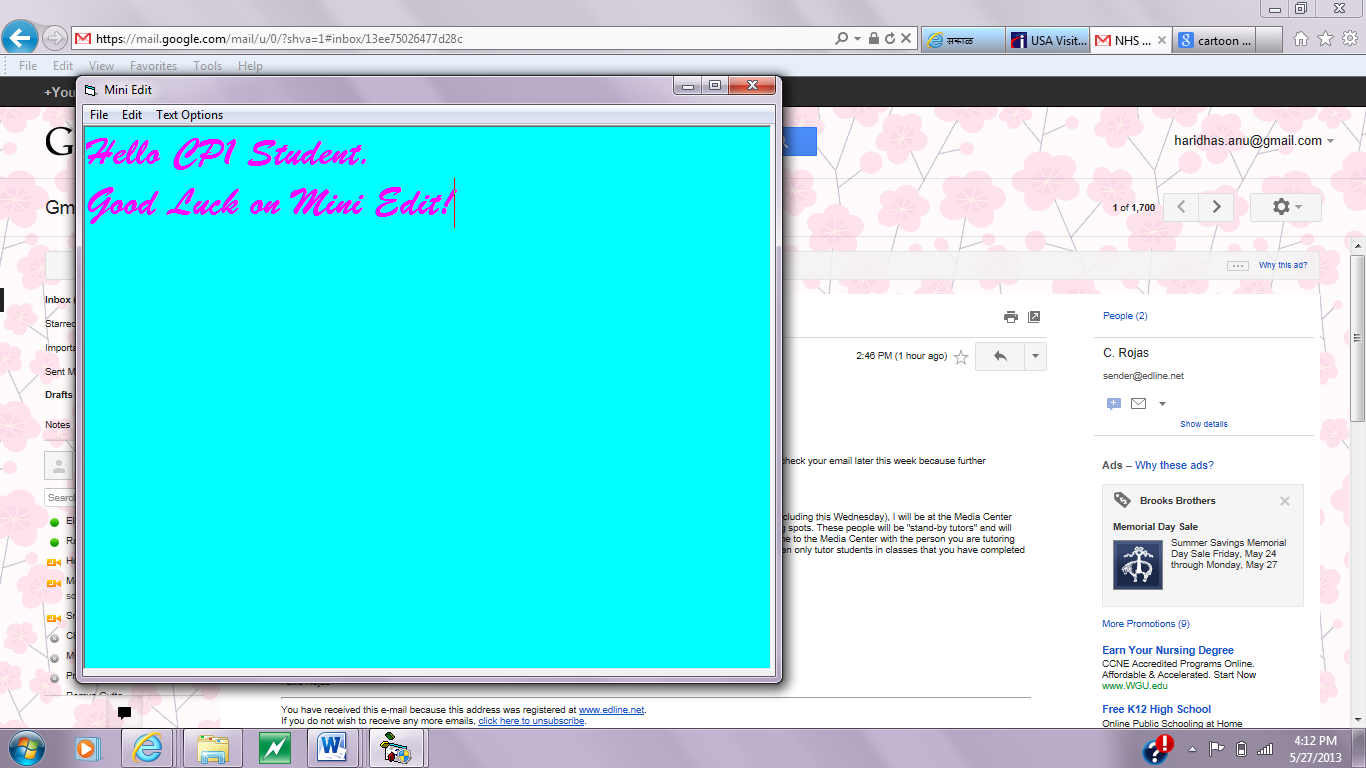 https://mail.google.com/mail/u/0/?shva=1#inbox/13ee75026477d28c
सकाळ
USA Visit...
NHS ...
cartoon ...
File Edit View Favorites Tools Help
+You
Mini Edit
File Edit Text Options
Hello CP1 Student.
Good Luck on Mini Edit!
haridhas.anu@gmail.com
1 of 1,700
Why this ad?
Inbox
Starred
Sent M
Drafts
Notes
People (2)
2:46 PM (1 hour ago)
C. Rojas
sender@edline.net
Show details
check your email later this week because further
Ads – Why these ads?
Brooks Brothers
Memorial Day Sale
Summer Savings Memorial
Day Sale Friday, May 24
through Monday, May 27
cluding this Wednesday), I will be at the Media Center
g spots. These people will be "stand-by tutors" and will
ne to the Media Center with the person you are tutoring
an only tutor students in classes that you have completed
More Promotions (9)
Earn Your Nursing Degree
CCNE Accredited Programs Online.
Affordable & Accelerated. Start Now
www.WGU.edu
Free K12 High School
Online Public Schooling at Home
You have received this e-mail because this address was registered at www.edline.net.
If you do not wish to receive any more emails, click here to unsubscribe.
4:12 PM
5/27/2013